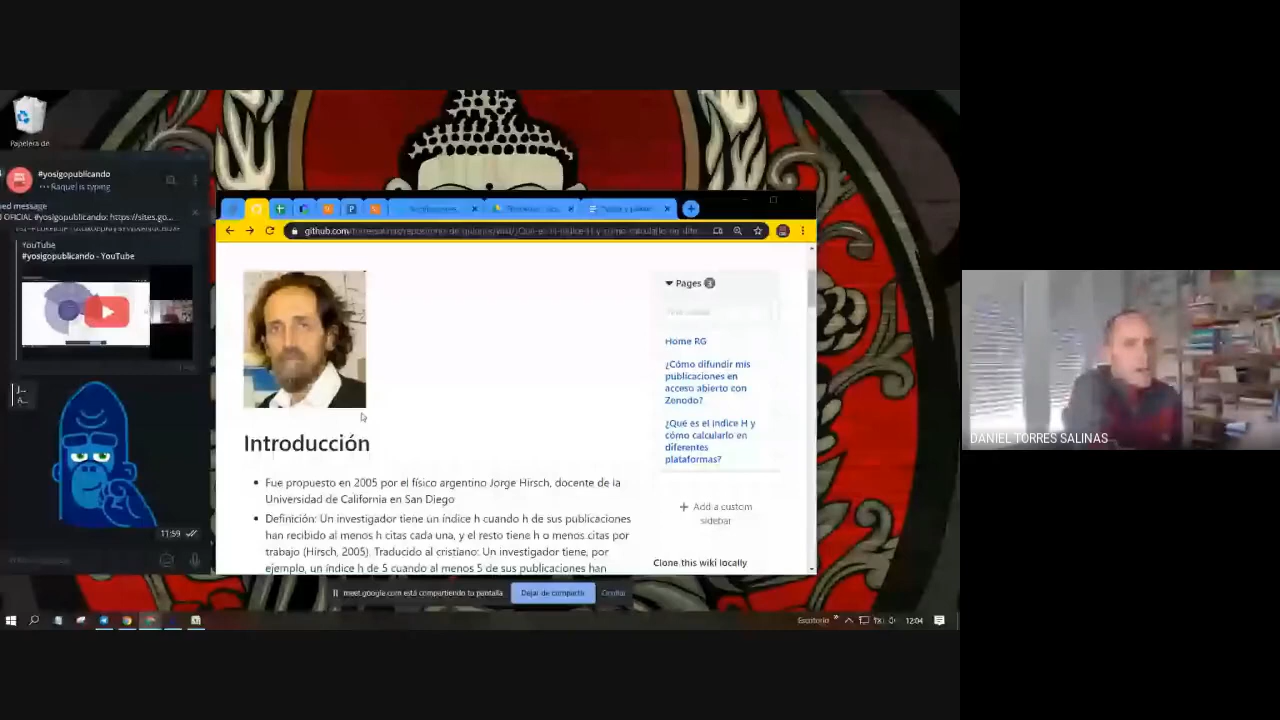 Papelera de
#yosigopublicando
Raquel is typing
OFICIAL #yosigopublicando: https://sites.go...
YouTube
#yosigopublicando - YouTube
J...
A...
11:59
github.com
Introducción
Fue propuesto en 2005 por el físico argentino Jorge Hirsch, docente de la
Universidad de California en San Diego
Definición: Un investigador tiene un índice h cuando h de sus publicaciones
han recibido al menos h citas cada una, y el resto tiene h o menos citas por
trabajo (Hirsch, 2005). Traducido al cristiano: Un investigador tiene, por
ejemplo, un índice h de 5 cuando al menos 5 de sus publicaciones han
Pages 3
Home RG
¿Cómo difundir mis
publicaciones en
acceso abierto con
Zenodo?
¿Qué es el índice H y
cómo calcularlo en
diferentes
plataformas?
Add a custom
sidebar
Clone this wiki locally
meet.google.com está compartiendo tu pantalla
Dejar de compartir
Ocultar
Escritorio
12:04
DANIEL TORRES SALINAS